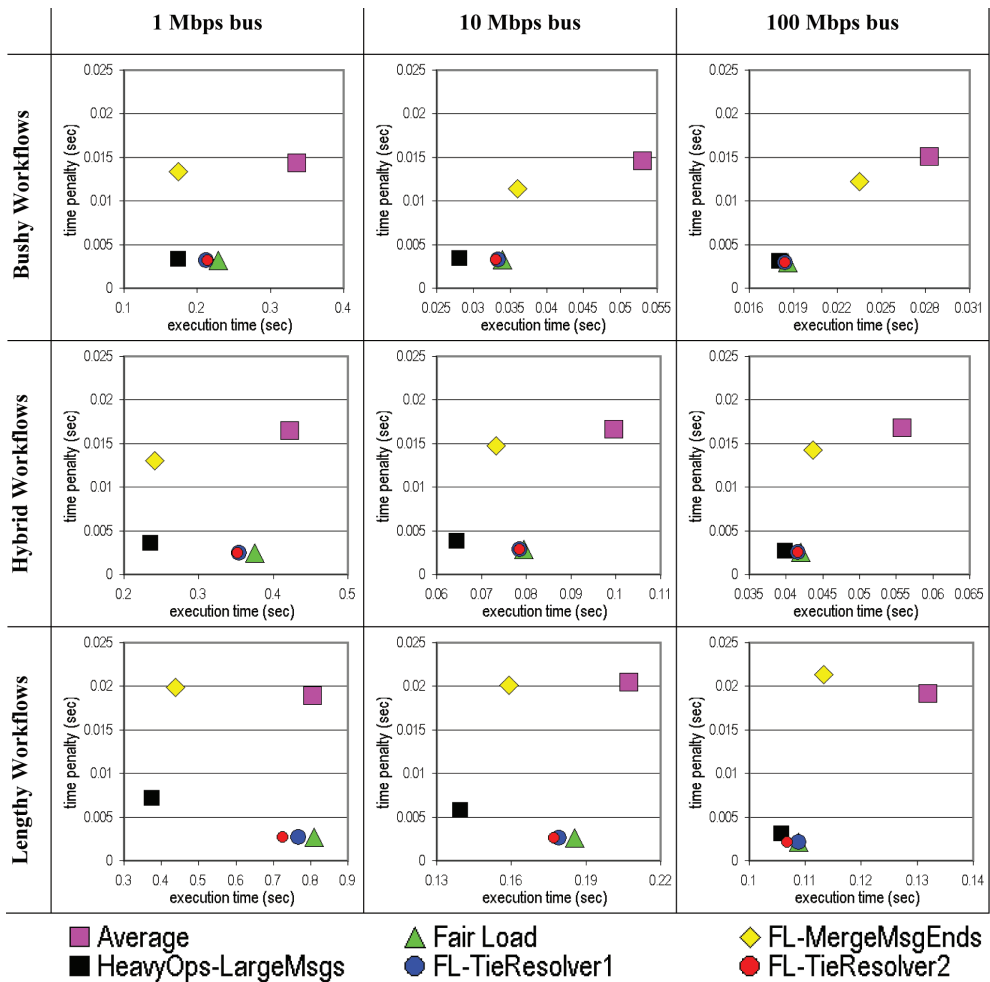 1 Mbps bus
10 Mbps bus
100 Mbps bus
Bushy Workflows
time penalty (sec)
0.025
0.02
0.015
0.01
0.005
0
0.1 0.2 0.3 0.4
execution time (sec)
time penalty (sec)
0.025
0.02
0.015
0.01
0.005
0
0.025 0.03 0.035 0.04 0.045 0.05 0.055
execution time (sec)
time penalty (sec)
0.025
0.02
0.015
0.01
0.005
0
0.016 0.019 0.022 0.025 0.028 0.031
execution time (sec)
Hybrid Workflows
time penalty (sec)
0.025
0.02
0.015
0.01
0.005
0
0.2 0.3 0.4 0.5
execution time (sec)
time penalty (sec)
0.025
0.02
0.015
0.01
0.005
0
0.06 0.07 0.08 0.09 0.1 0.11
execution time (sec)
time penalty (sec)
0.025
0.02
0.015
0.01
0.005
0
0.035 0.04 0.045 0.05 0.055 0.06 0.065
execution time (sec)
Lengthy Workflows
time penalty (sec)
0.025
0.02
0.015
0.01
0.005
0
0.3 0.4 0.5 0.6 0.7 0.8 0.9
execution time (sec)
time penalty (sec)
0.025
0.02
0.015
0.01
0.005
0
0.13 0.16 0.19 0.22
execution time (sec)
time penalty (sec)
0.025
0.02
0.015
0.01
0.005
0
0.1 0.11 0.12 0.13 0.14
execution time (sec)
Average
Fair Load
FL-MergeMsgEnds
HeavyOps-LargeMsgs
FL-TieResolver1
FL-TieResolver2